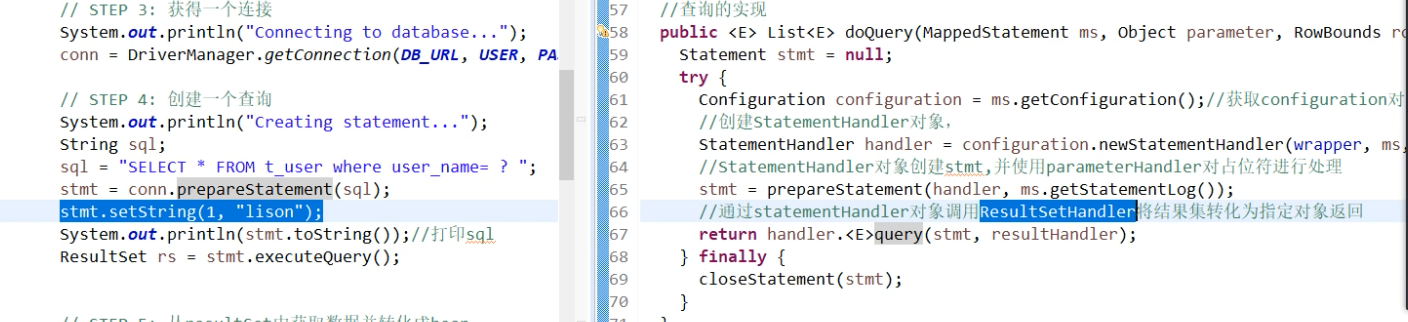 // STEP 3: 获得一个连接
System.out.println("Connecting to database...");
conn = DriverManager.getConnection(DB_URL, USER, PA
// STEP 4: 创建一个查询
System.out.println("Creating statement...");
String sql;
sql = "SELECT * FROM t_user where user_name= ? ";
stmt = conn.prepareStatement(sql);
stmt.setString(1, "lison");
System.out.println(stmt.toString());//打印sql
ResultSet rs = stmt.executeQuery();
57 //查询的实现
58 public <E> List<E> doQuery(MappedStatement ms, Object parameter, RowBounds ro
59 Statement stmt = null;
60 try {
61 Configuration configuration = ms.getConfiguration();//获取configuration对
62 //创建StatementHandler对象,
63 StatementHandler handler = configuration.newStatementHandler(wrapper, ms,
64 //StatementHandler对象创建stmt,并使用parameterHandler对占位符进行处理
65 stmt = prepareStatement(handler, ms.getStatementLog());
66 //通过statementHandler对象调用ResultSetHandler将结果集转化为指定对象返回
67 return handler.<E>query(stmt, resultHandler);
68 } finally {
69 closeStatement(stmt);
70 }